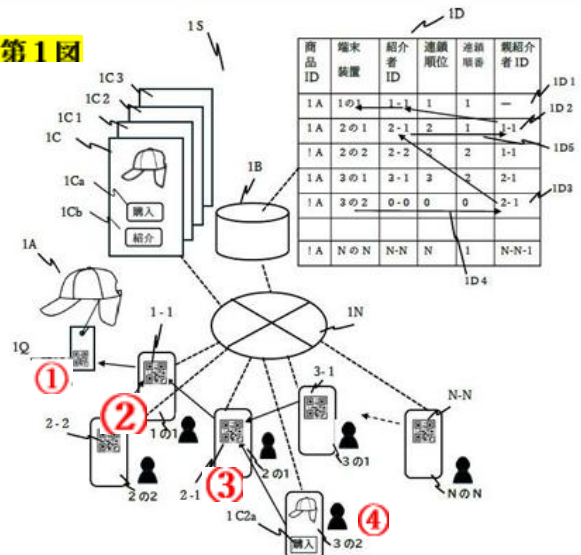 第1図
1S
1D
商品ID 端末装置 紹介者ID 連鎖順位 連鎖順番 親紹介者ID
1A 1の1 1-1 1 1 —
1A 2の1 2-1 2 1 1-1
!A 2の2 2-2 2 2 1-1
1A 3の1 3-1 3 2 2-1
!A 3の2 0-0 0 0 2-1
!A NのN N-N N 1 N-N-1
1D1
1D2
1D5
1D3
1D4
1C3
1C2
1C1
1C
1Ca
購入
1Cb
紹介
1B
1A
1N
1Q
①
1-1
②
1の1
2-2
2の2
2-1
③
2の1
3-1
3の1
N-N
NのN
1C2a
購入
④
3の2